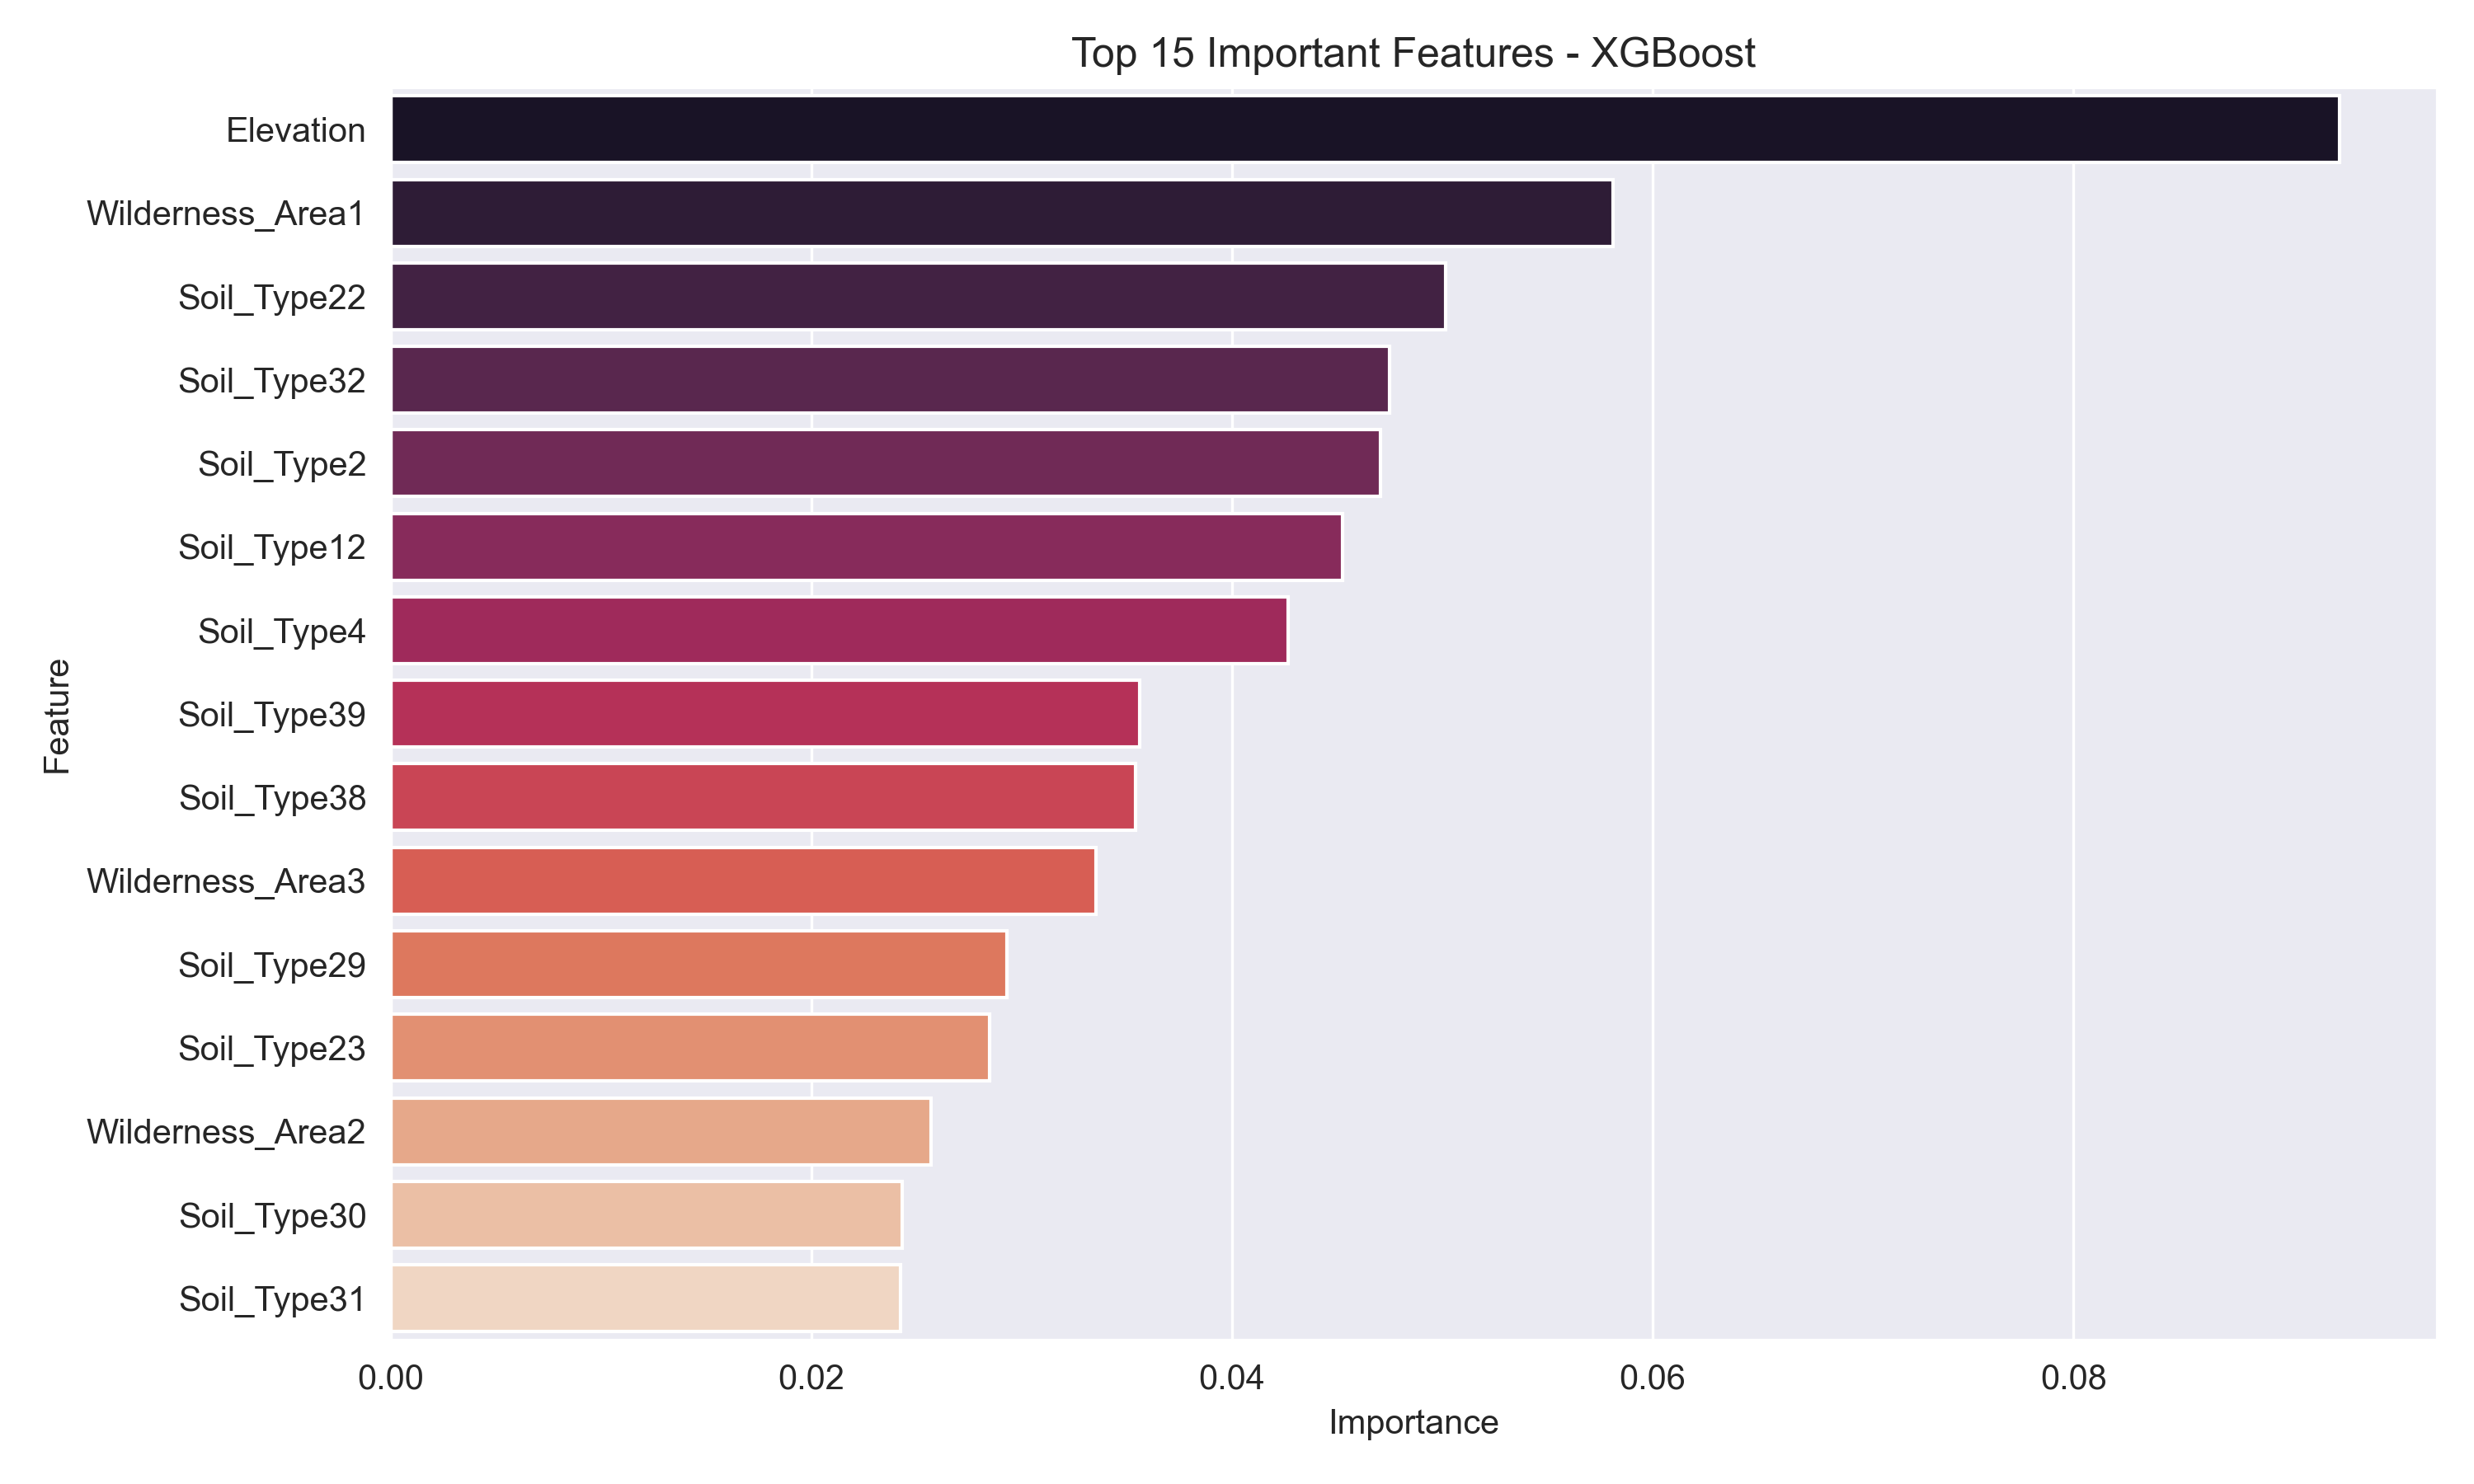 Top 15 Important Features - XGBoost
Elevation
Wilderness_Area1
Soil_Type22
Soil_Type32
Soil_Type2
Soil_Type12
Soil_Type4
Soil_Type39
Soil_Type38
Wilderness_Area3
Soil_Type29
Soil_Type23
Wilderness_Area2
Soil_Type30
Soil_Type31
Feature
0.00 0.02 0.04 0.06 0.08
Importance